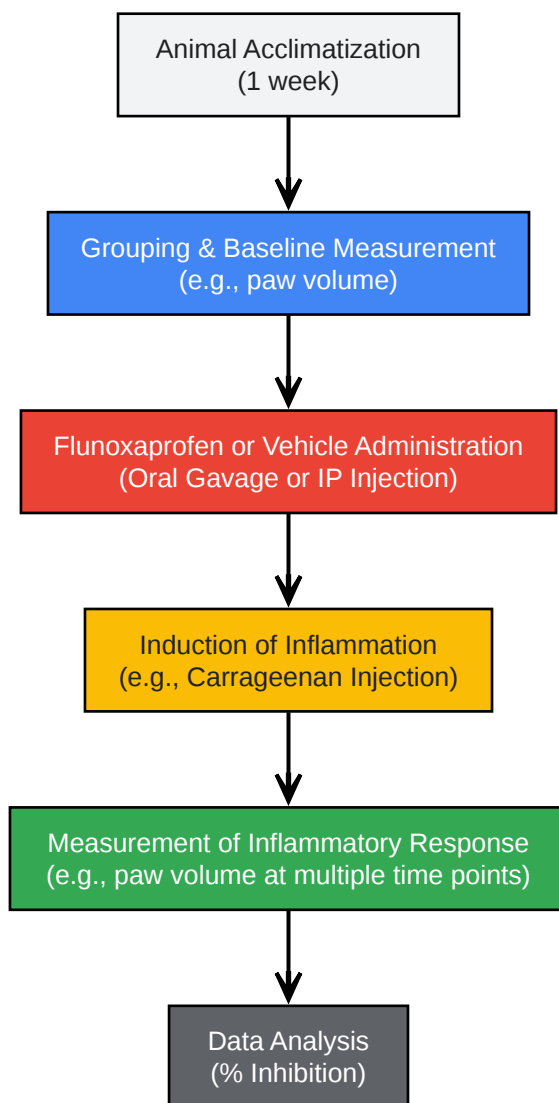 Animal Acclimatization
(1 week)
Grouping & Baseline Measurement
(e.g., paw volume)
Flunoxaprofen or Vehicle Administration
(Oral Gavage or IP Injection)
Induction of Inflammation
(e.g., Carrageenan Injection)
Measurement of Inflammatory Response
(e.g., paw volume at multiple time points)
Data Analysis
(% Inhibition)